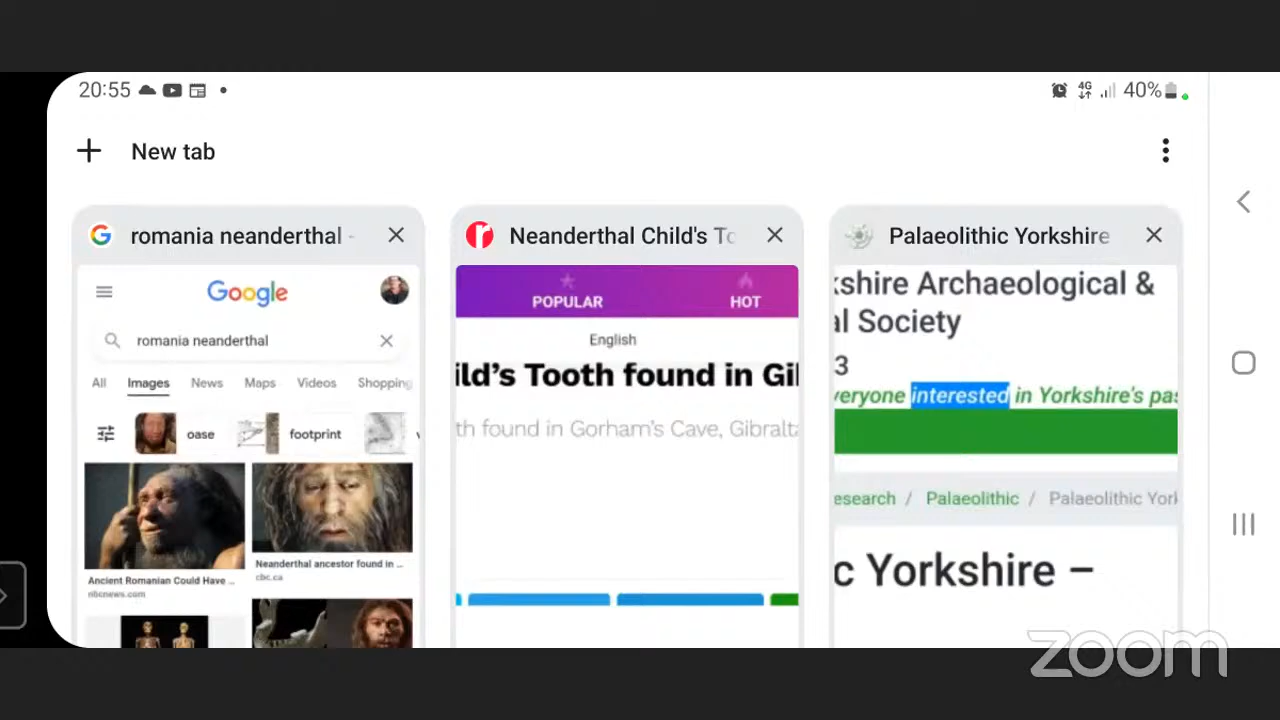 20:55
4G
40%
New tab
romania neanderthal -
Google
romania neanderthal
All Images News Maps Videos Shopping
oase footprint
Ancient Romanian Could Have ...
nbcnews.com
Neanderthal ancestor found in ...
cbc.ca
Neanderthal Child's To
POPULAR HOT
English
ild's Tooth found in Gil
th found in Gorham's Cave, Gibralta
Palaeolithic Yorkshire
kshire Archaeological &
al Society
3
veryone interested in Yorkshire's pas
esearch / Palaeolithic / Palaeolithic York
c Yorkshire –
zoom